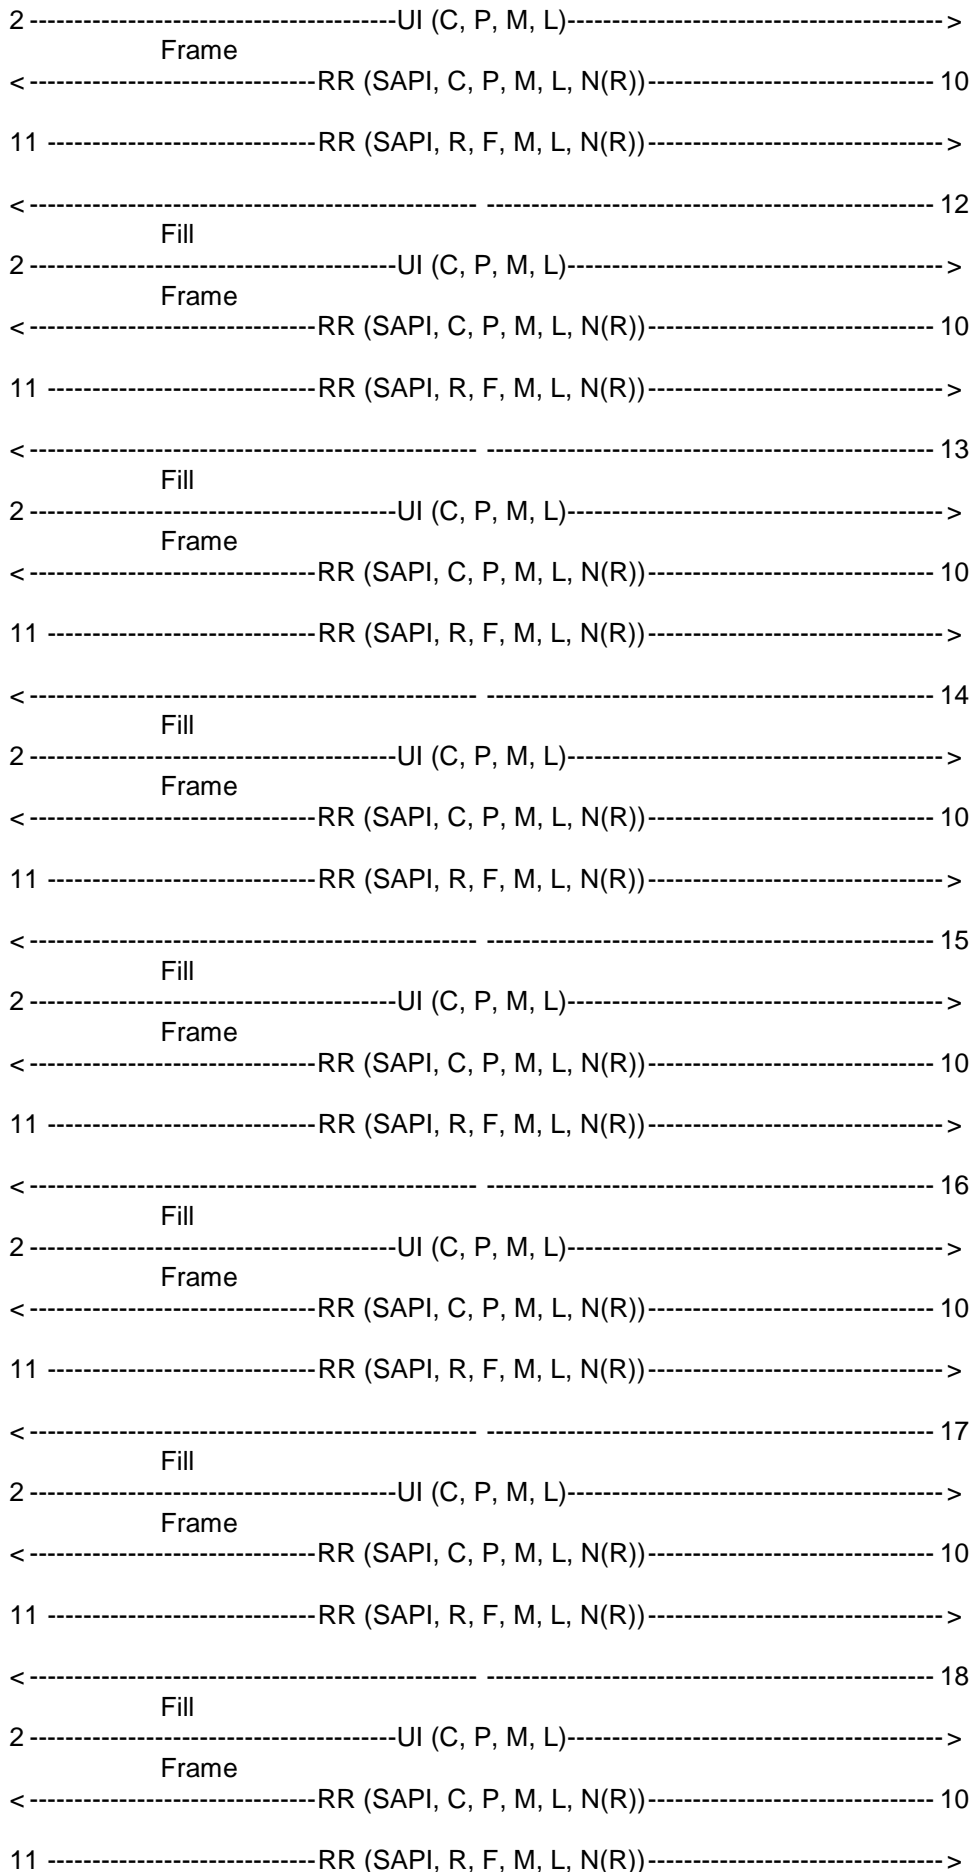 2 -----------------------------------------UI (C, P, M, L)------------------------------------------>
Frame
< --------------------------------RR (SAPI, C, P, M, L, N(R))-------------------------------- 10
11 ------------------------------RR (SAPI, R, F, M, L, N(R))--------------------------------->
< -------------------------------------------------- -------------------------------------------------- 12
Fill
2 -----------------------------------------UI (C, P, M, L)------------------------------------------>
Frame
< --------------------------------RR (SAPI, C, P, M, L, N(R))-------------------------------- 10
11 ------------------------------RR (SAPI, R, F, M, L, N(R))--------------------------------->
< -------------------------------------------------- -------------------------------------------------- 13
Fill
2 -----------------------------------------UI (C, P, M, L)------------------------------------------>
Frame
< --------------------------------RR (SAPI, C, P, M, L, N(R))-------------------------------- 10
11 ------------------------------RR (SAPI, R, F, M, L, N(R))--------------------------------->
< -------------------------------------------------- -------------------------------------------------- 14
Fill
2 -----------------------------------------UI (C, P, M, L)------------------------------------------>
Frame
< --------------------------------RR (SAPI, C, P, M, L, N(R))-------------------------------- 10
11 ------------------------------RR (SAPI, R, F, M, L, N(R))--------------------------------->
< -------------------------------------------------- -------------------------------------------------- 15
Fill
2 -----------------------------------------UI (C, P, M, L)------------------------------------------>
Frame
< --------------------------------RR (SAPI, C, P, M, L, N(R))-------------------------------- 10
11 ------------------------------RR (SAPI, R, F, M, L, N(R))--------------------------------->
< -------------------------------------------------- -------------------------------------------------- 16
Fill
2 -----------------------------------------UI (C, P, M, L)------------------------------------------>
Frame
< --------------------------------RR (SAPI, C, P, M, L, N(R))-------------------------------- 10
11 ------------------------------RR (SAPI, R, F, M, L, N(R))--------------------------------->
< -------------------------------------------------- -------------------------------------------------- 17
Fill
2 -----------------------------------------UI (C, P, M, L)------------------------------------------>
Frame
< --------------------------------RR (SAPI, C, P, M, L, N(R))-------------------------------- 10
11 ------------------------------RR (SAPI, R, F, M, L, N(R))--------------------------------->
< -------------------------------------------------- -------------------------------------------------- 18
Fill
2 -----------------------------------------UI (C, P, M, L)------------------------------------------>
Frame
< --------------------------------RR (SAPI, C, P, M, L, N(R))-------------------------------- 10
11 ------------------------------RR (SAPI, R, F, M, L, N(R))--------------------------------->